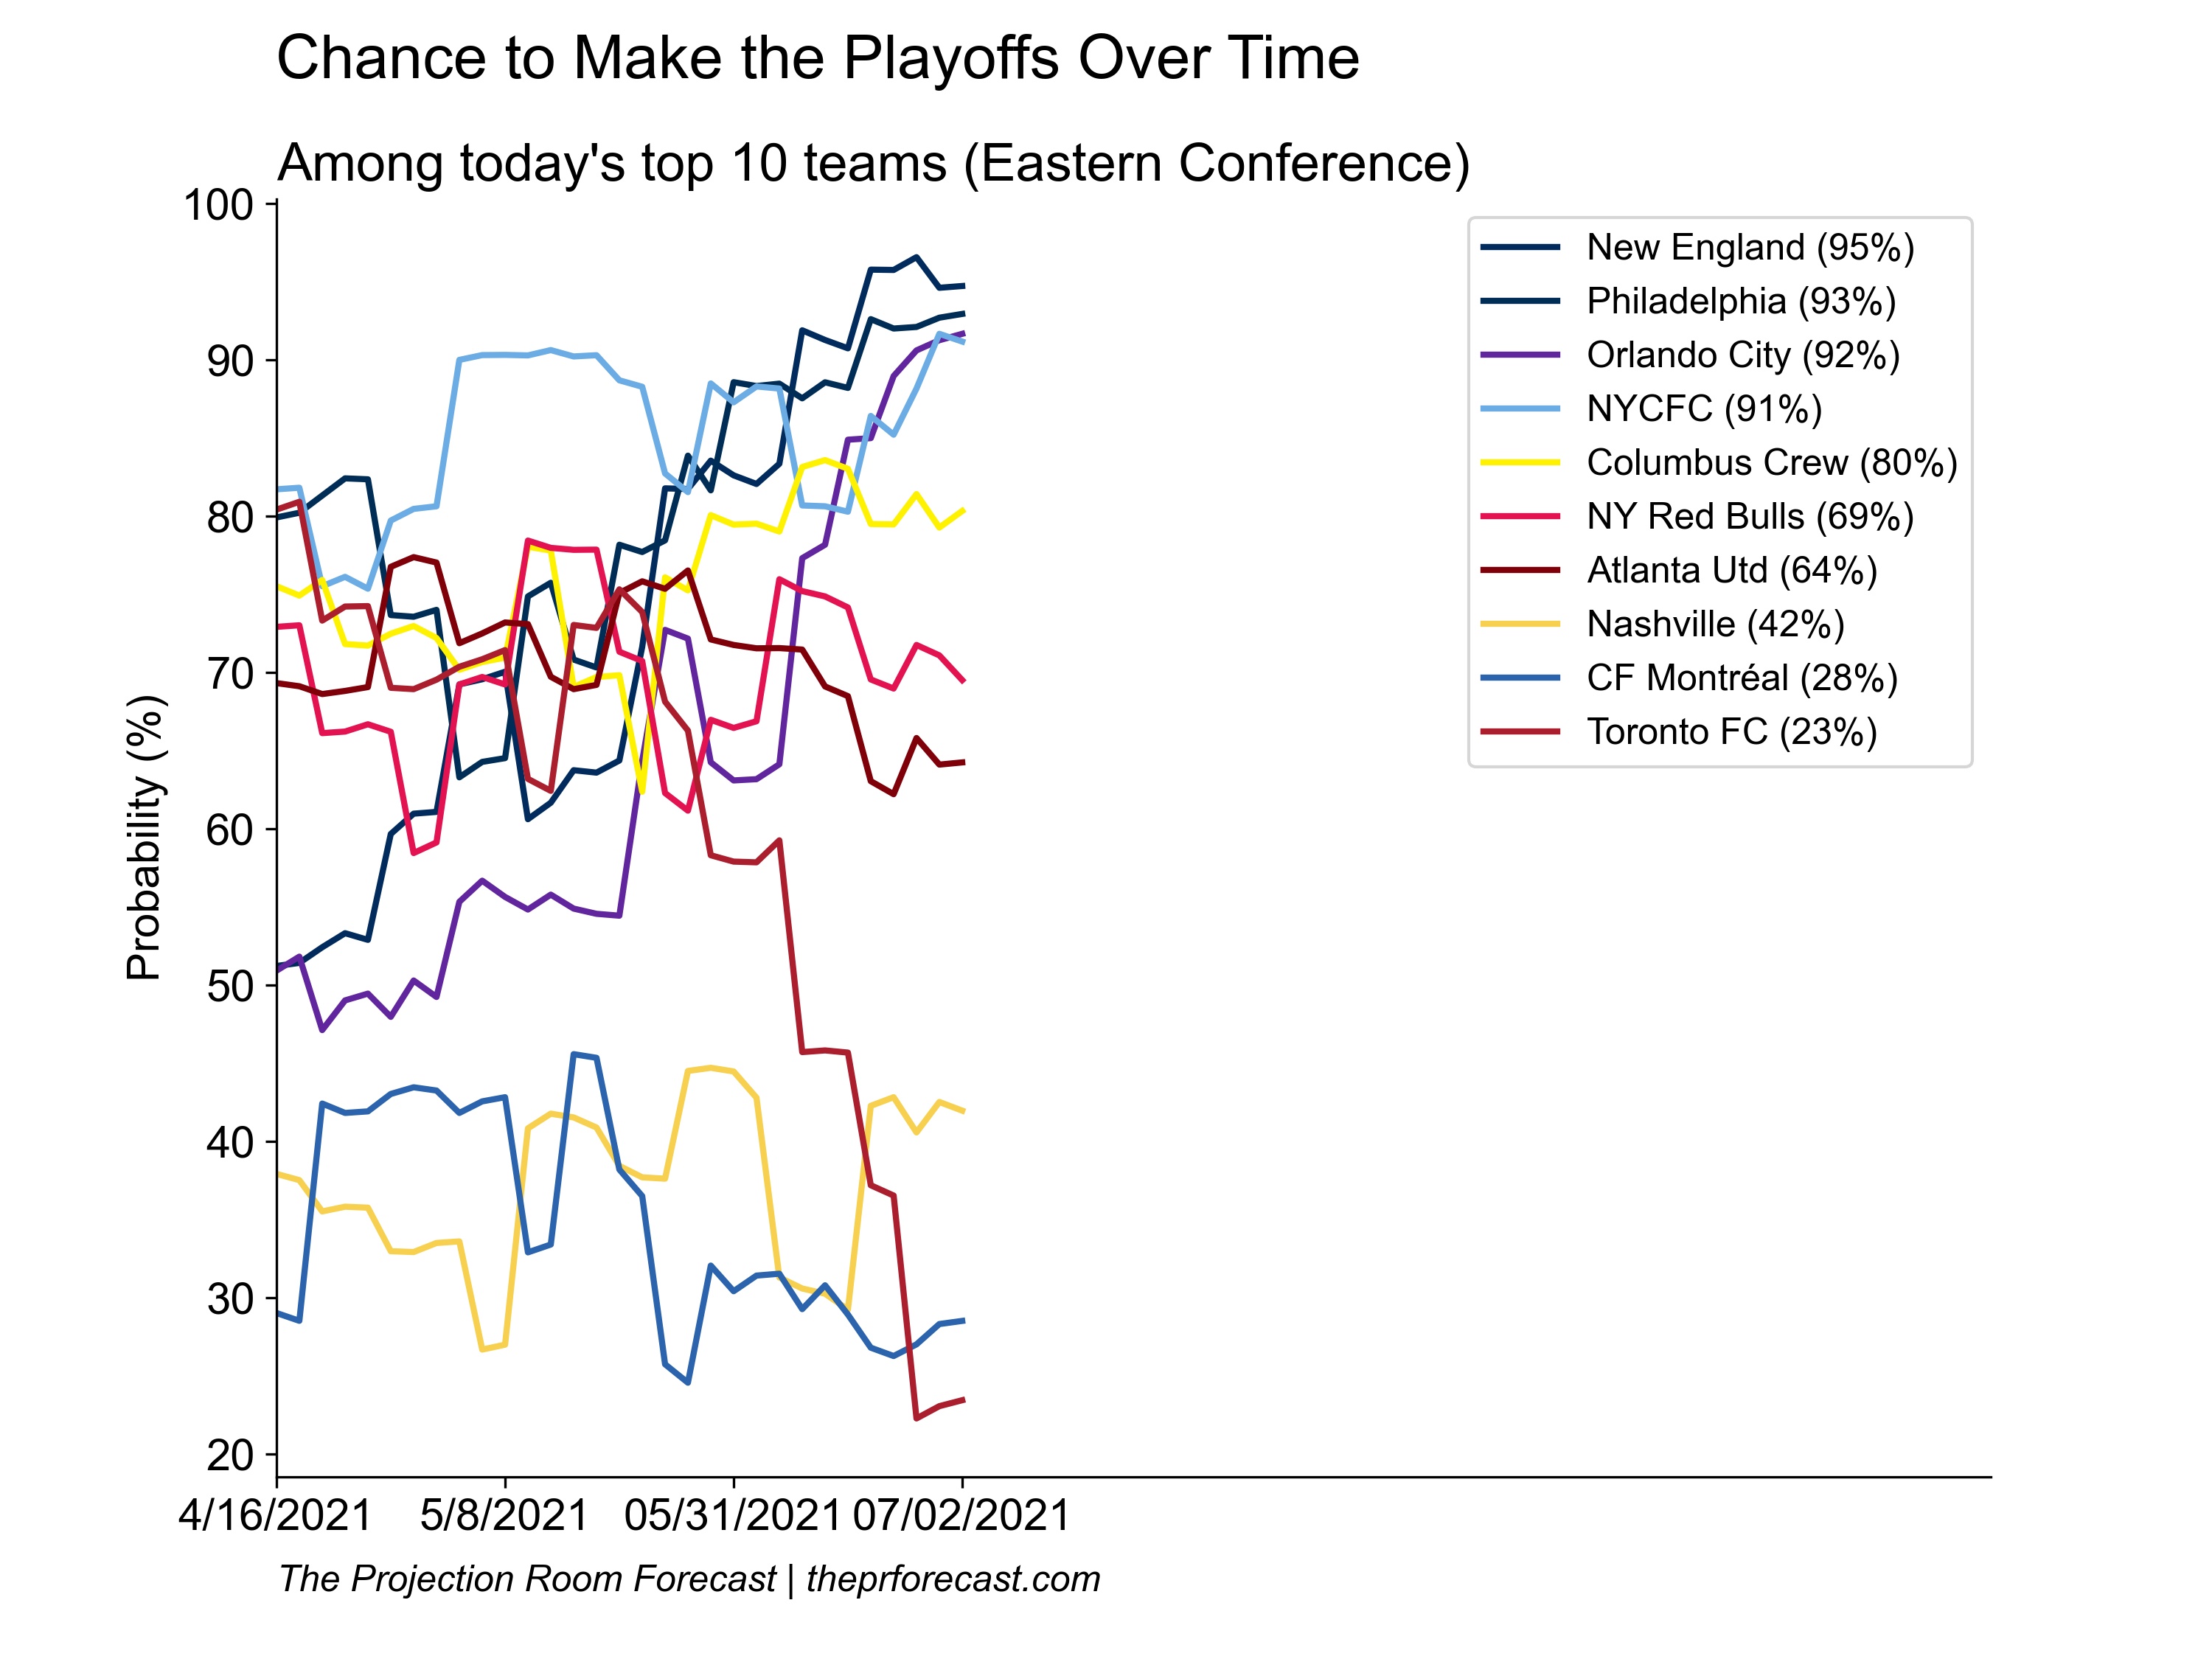 Chance to Make the Playoffs Over Time
Among today's top 10 teams (Eastern Conference)
100
90
80
70
60
50
40
30
20
Probability (%)
New England (95%)
Philadelphia (93%)
Orlando City (92%)
NYCFC (91%)
Columbus Crew (80%)
NY Red Bulls (69%)
Atlanta Utd (64%)
Nashville (42%)
CF Montréal (28%)
Toronto FC (23%)
4/16/2021 5/8/2021 05/31/2021 07/02/2021
The Projection Room Forecast | theprforecast.com